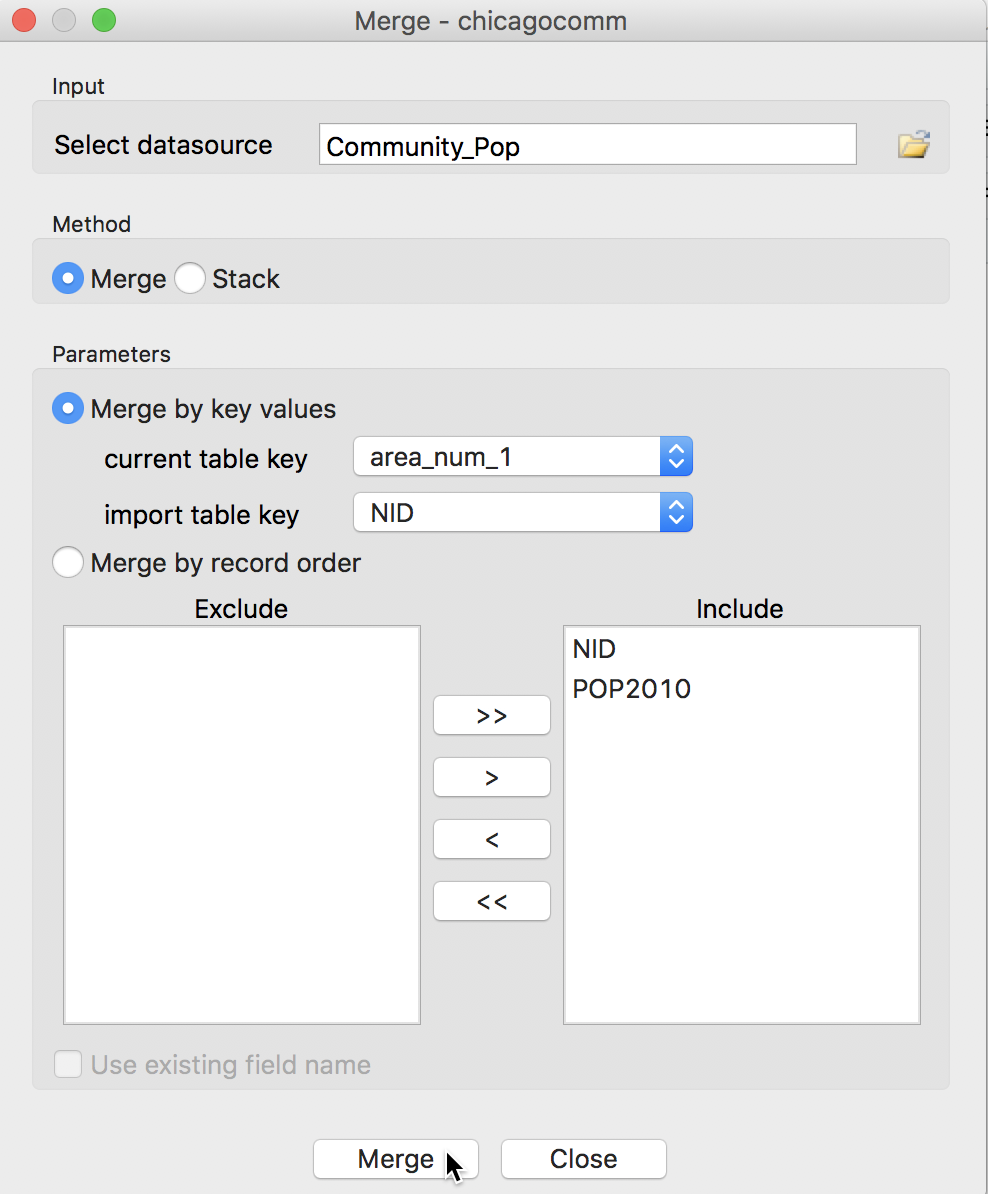 Merge - chicagocomm
Input
Select datasource Community_Pop
Method
Merge Stack
Parameters
Merge by key values
current table key area_num_1
import table key NID
Merge by record order
Exclude Include
NID
POP2010
>>
>
<
<<
Use existing field name
Merge Close